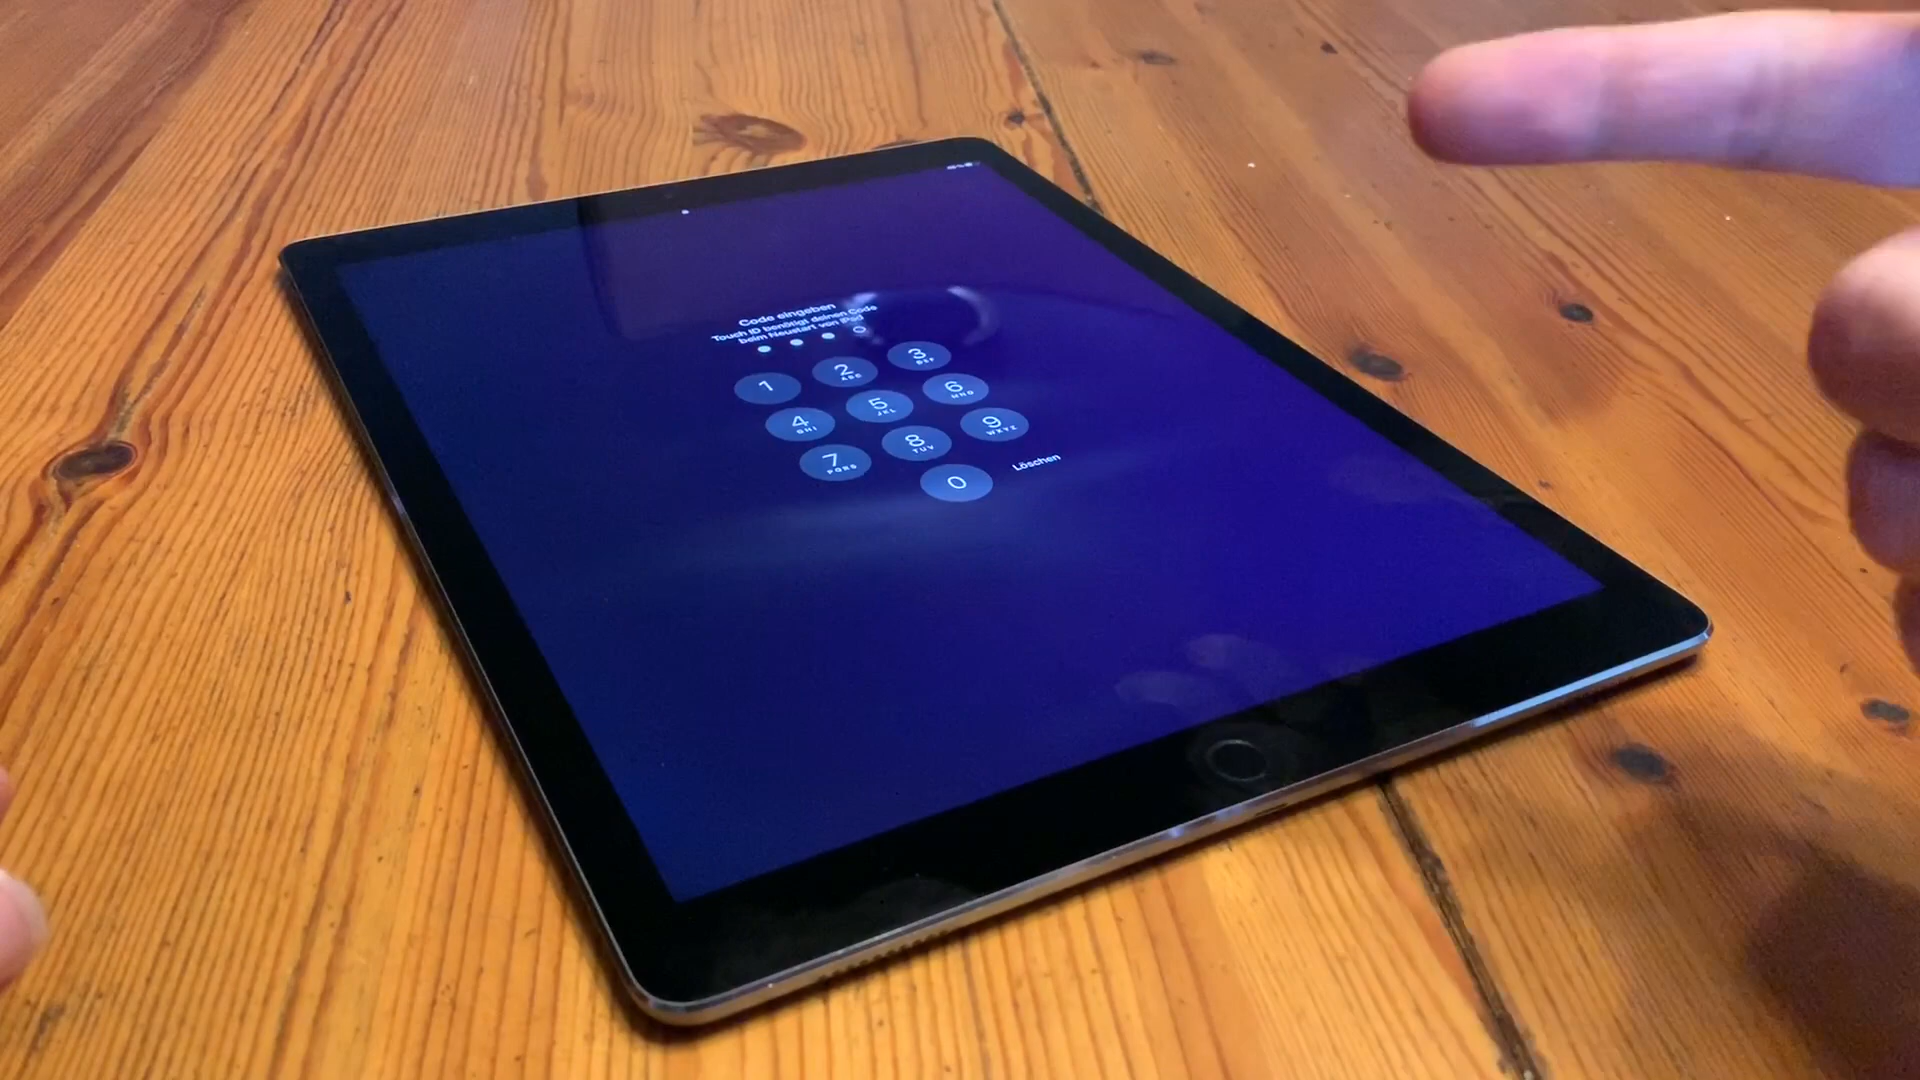 Code eingeben
Touch ID benötigt deinen Code
beim Neustart von iPad
1
2 ABC
3 DEF
4 GHI
5 JKL
6 MNO
7 PQRS
8 TUV
9 WXYZ
0
Löschen